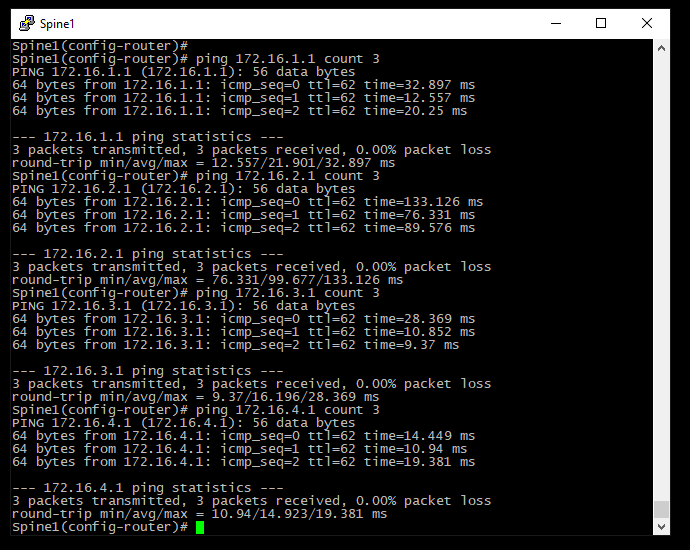 Spine1
Spine1(config-router)#
Spine1(config-router)# ping 172.16.1.1 count 3
PING 172.16.1.1 (172.16.1.1): 56 data bytes
64 bytes from 172.16.1.1: icmp_seq=0 ttl=62 time=32.897 ms
64 bytes from 172.16.1.1: icmp_seq=1 ttl=62 time=12.557 ms
64 bytes from 172.16.1.1: icmp_seq=2 ttl=62 time=20.25 ms
--- 172.16.1.1 ping statistics ---
3 packets transmitted, 3 packets received, 0.00% packet loss
round-trip min/avg/max = 12.557/21.901/32.897 ms
Spine1(config-router)# ping 172.16.2.1 count 3
PING 172.16.2.1 (172.16.2.1): 56 data bytes
64 bytes from 172.16.2.1: icmp_seq=0 ttl=62 time=133.126 ms
64 bytes from 172.16.2.1: icmp_seq=1 ttl=62 time=76.331 ms
64 bytes from 172.16.2.1: icmp_seq=2 ttl=62 time=89.576 ms
--- 172.16.2.1 ping statistics ---
3 packets transmitted, 3 packets received, 0.00% packet loss
round-trip min/avg/max = 76.331/99.677/133.126 ms
Spine1(config-router)# ping 172.16.3.1 count 3
PING 172.16.3.1 (172.16.3.1): 56 data bytes
64 bytes from 172.16.3.1: icmp_seq=0 ttl=62 time=28.369 ms
64 bytes from 172.16.3.1: icmp_seq=1 ttl=62 time=10.852 ms
64 bytes from 172.16.3.1: icmp_seq=2 ttl=62 time=9.37 ms
--- 172.16.3.1 ping statistics ---
3 packets transmitted, 3 packets received, 0.00% packet loss
round-trip min/avg/max = 9.37/16.196/28.369 ms
Spine1(config-router)# ping 172.16.4.1 count 3
PING 172.16.4.1 (172.16.4.1): 56 data bytes
64 bytes from 172.16.4.1: icmp_seq=0 ttl=62 time=14.449 ms
64 bytes from 172.16.4.1: icmp_seq=1 ttl=62 time=10.94 ms
64 bytes from 172.16.4.1: icmp_seq=2 ttl=62 time=19.381 ms
--- 172.16.4.1 ping statistics ---
3 packets transmitted, 3 packets received, 0.00% packet loss
round-trip min/avg/max = 10.94/14.923/19.381 ms
Spine1(config-router)#